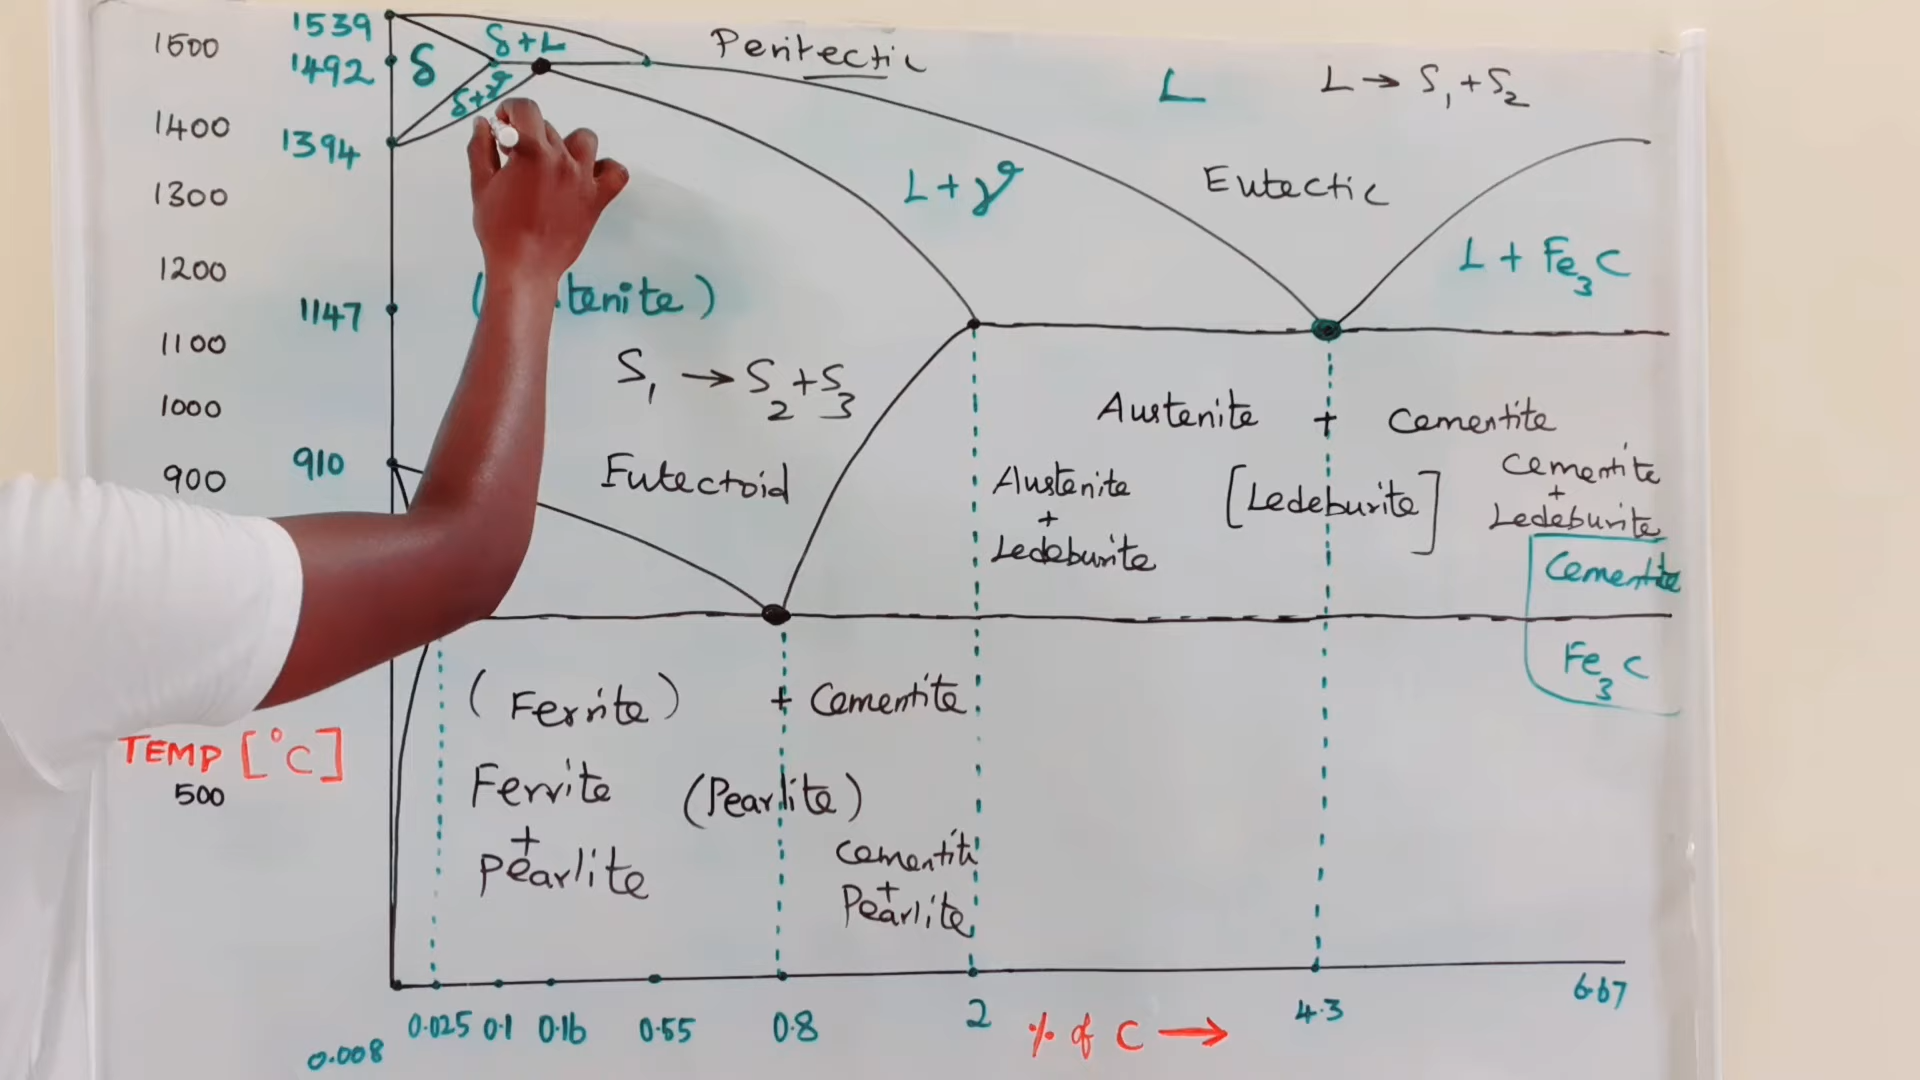 1539
1500
1492
1400
1394
1300
1200
1147
1100
1000
910
900
TEMP [°C]
500
δ
δ+L
δ+γ
Peritectic
L
L → S1+S2
L+γ
Eutectic
L + Fe3C
tenite)
S1 → S2+S3
Eutectoid
Austenite + Cementite
Austenite
+
Ledeburite
[Ledeburite]
Cementite
+
Ledeburite
Cementite
Fe3C
(Ferrite) + Cementite
Ferrite
+
Pearlite
(Pearlite)
Cementit
+
Pearlite
0.008
0.025 0.1 0.16 0.55 0.8 2 4.3 6.67
% of C →